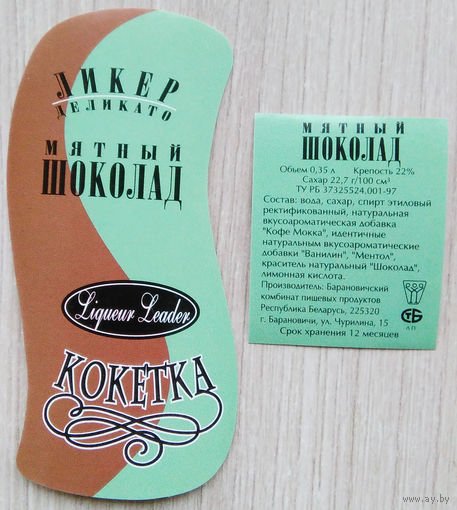 ЛИКЕР
ДЕЛИКАТО
МЯТНЫЙ
ШОКОЛАД
Liqueur Leader
КОКЕТКА
МЯТНЫЙ
ШОКОЛАД
Объем 0,35 л Крепость 22%
Сахар 22,7 г/100 см³
ТУ РБ 37325524.001-97
Состав: вода, сахар, спирт этиловый
ректифированный, натуральная
вкусоароматическая добавка
"Кофе Мокка", идентичные
натуральным вкусоароматические
добавки "Ванилин", "Ментол",
краситель натуральный "Шоколад",
лимонная кислота.
Производитель: Барановичский
комбинат пищевых продуктов
Республика Беларусь, 225320
г. Барановичи, ул. Чурилина, 15
Срок хранения 12 месяцев
www.ay.by